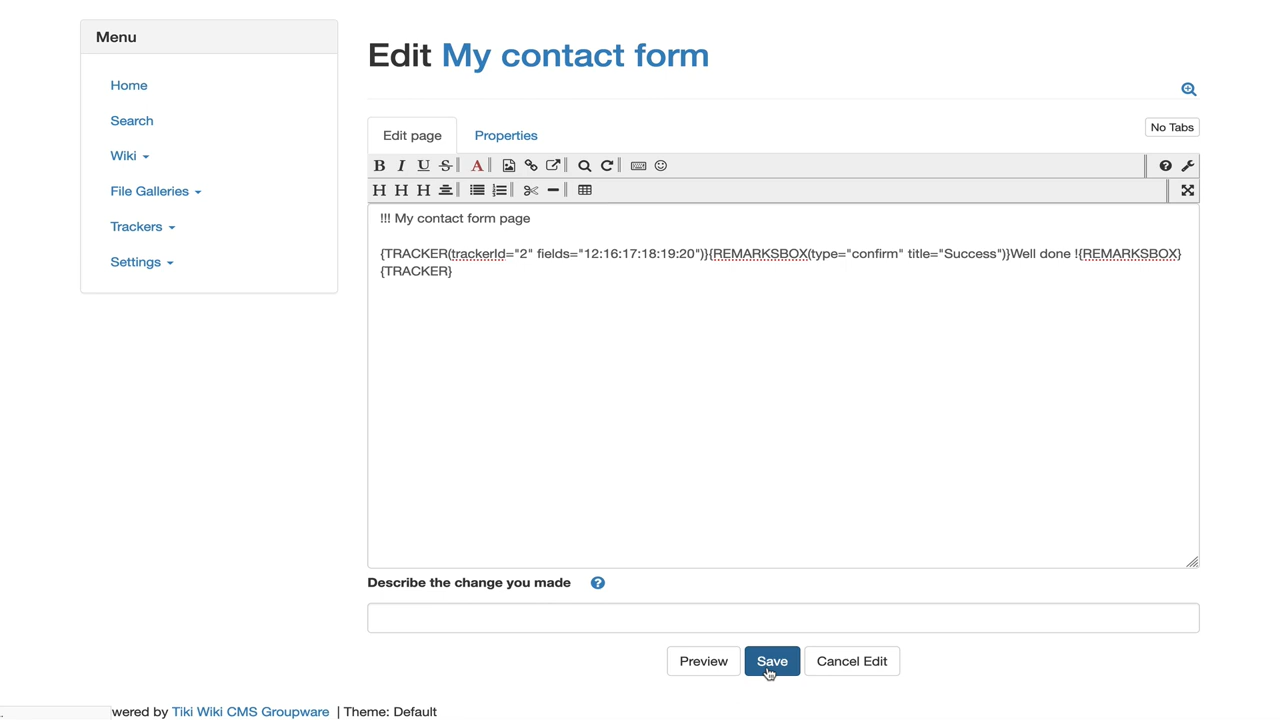 Menu
Home
Search
Wiki
File Galleries
Trackers
Settings
Edit My contact form
Edit page
Properties
No Tabs
!!! My contact form page
{TRACKER(trackerId="2" fields="12:16:17:18:19:20")}{REMARKSBOX(type="confirm" title="Success")}Well done !{REMARKSBOX}
{TRACKER}
Describe the change you made
Preview
Save
Cancel Edit
wered by Tiki Wiki CMS Groupware | Theme: Default